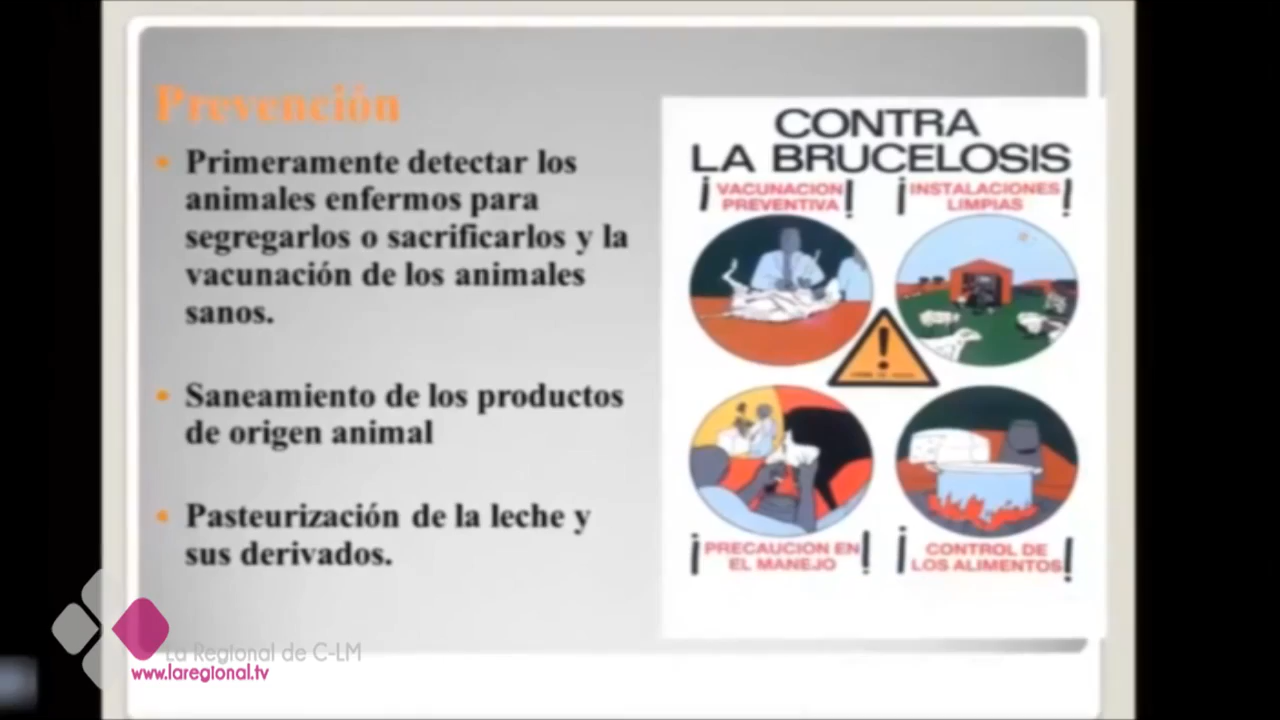 Prevención
Primeramente detectar los
animales enfermos para
segregarlos o sacrificarlos y la
vacunación de los animales
sanos.
Saneamiento de los productos
de origen animal
Pasteurización de la leche y
sus derivados.
CONTRA
LA BRUCELOSIS
¡VACUNACION
PREVENTIVA!
¡INSTALACIONES
LIMPIAS!
¡PRECAUCION EN
EL MANEJO!
¡CONTROL DE
LOS ALIMENTOS!
La Regional de C-LM
www.laregional.tv